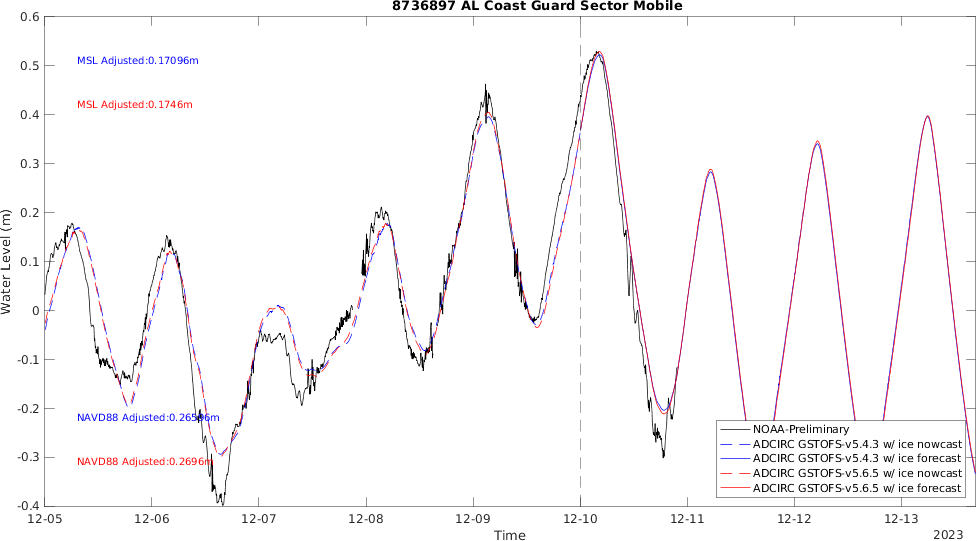 8736897 AL Coast Guard Sector Mobile
0.6
0.5
0.4
0.3
0.2
0.1
0
-0.1
-0.2
-0.3
-0.4
Water Level (m)
MSL Adjusted:0.17096m
MSL Adjusted:0.1746m
NAVD88 Adjusted:0.26596m
NAVD88 Adjusted:0.2696m
NOAA-Preliminary
ADCIRC GSTOFS-v5.4.3 w/ ice nowcast
ADCIRC GSTOFS-v5.4.3 w/ ice forecast
ADCIRC GSTOFS-v5.6.5 w/ ice nowcast
ADCIRC GSTOFS-v5.6.5 w/ ice forecast
12-05 12-06 12-07 12-08 12-09 12-10 12-11 12-12 12-13
Time
2023